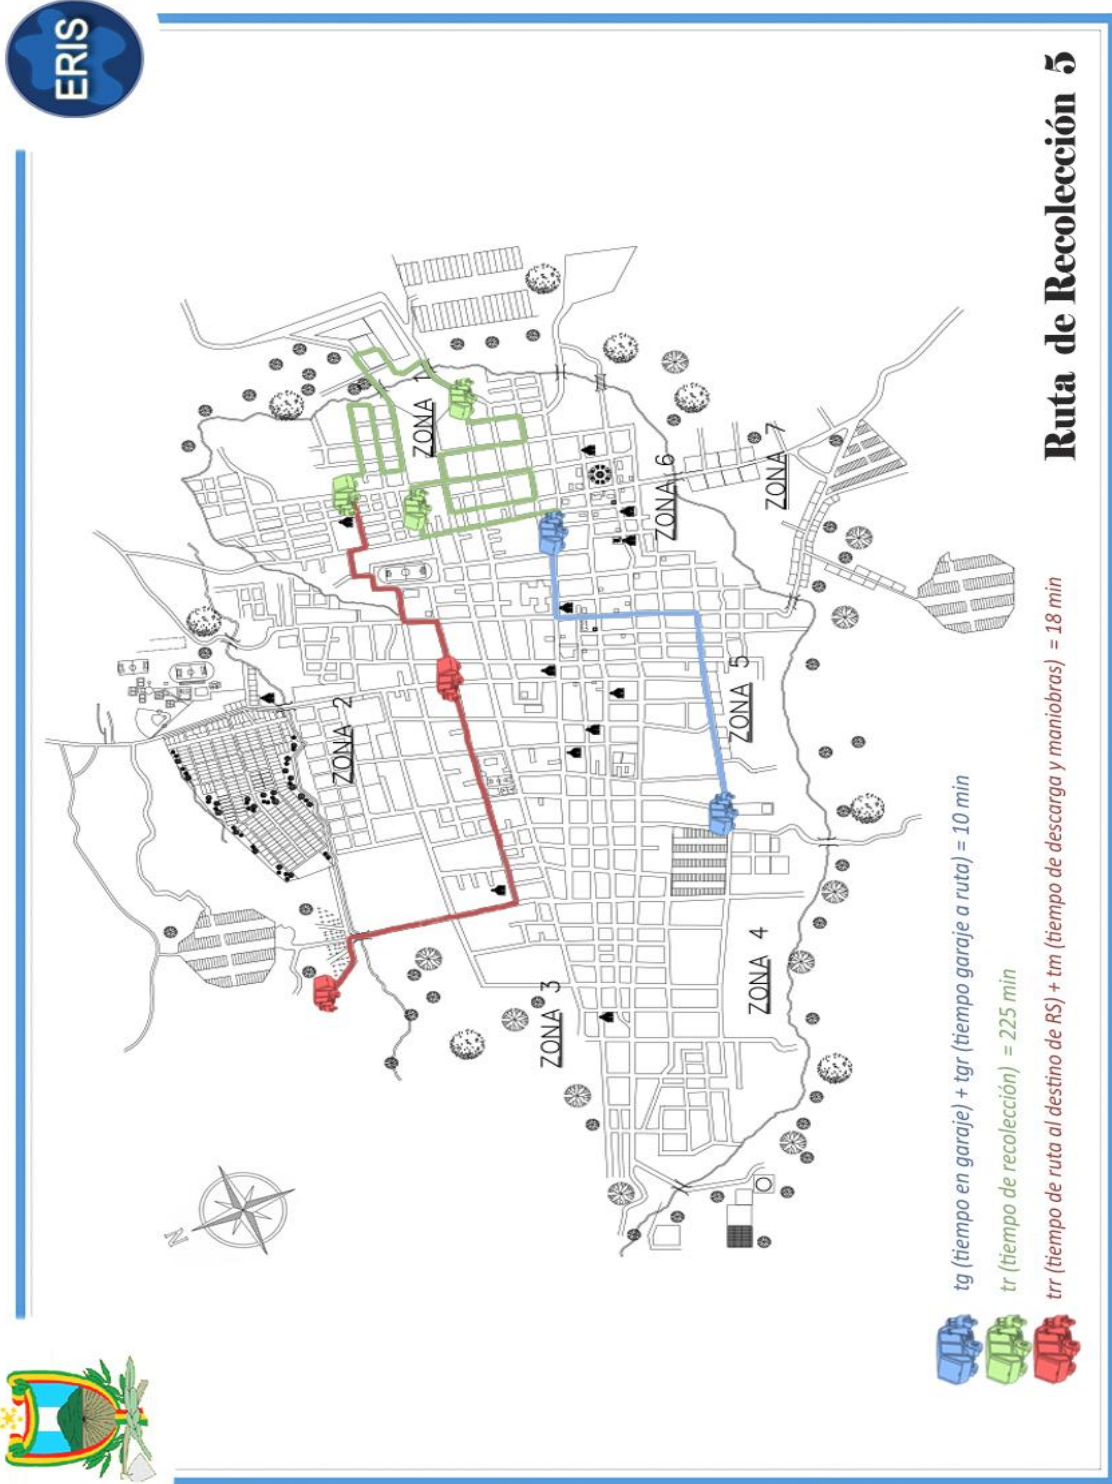 ERIS
Ruta de Recolección 5
ZONA 1
ZONA 2
ZONA 3
ZONA 4
ZONA 5
ZONA 6
ZONA 7
N
tg (tiempo en garaje) + tgr (tiempo garaje a ruta) = 10 min
tr (tiempo de recolección) = 225 min
trr (tiempo de ruta al destino de RS) + tm (tiempo de descarga y maniobras) = 18 min